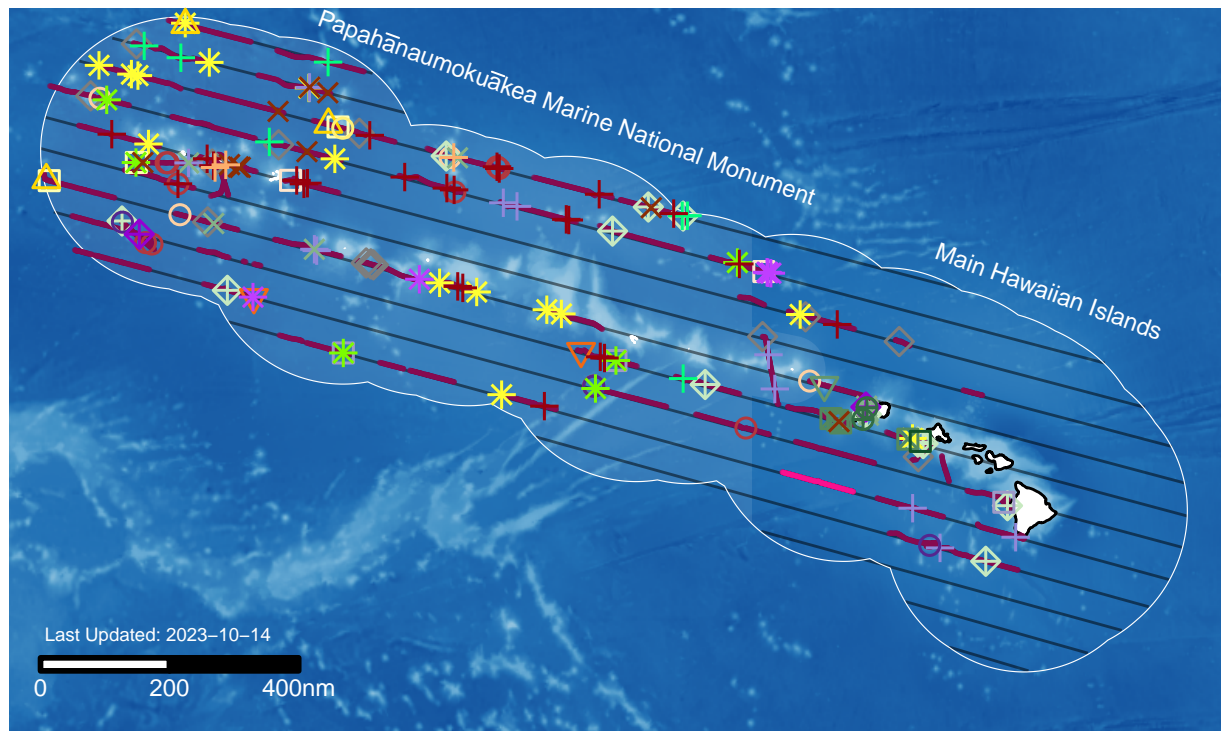 Papahānaumokuākea Marine National Monument
Main Hawaiian Islands
Last Updated: 2023−10−14
0 200 400nm